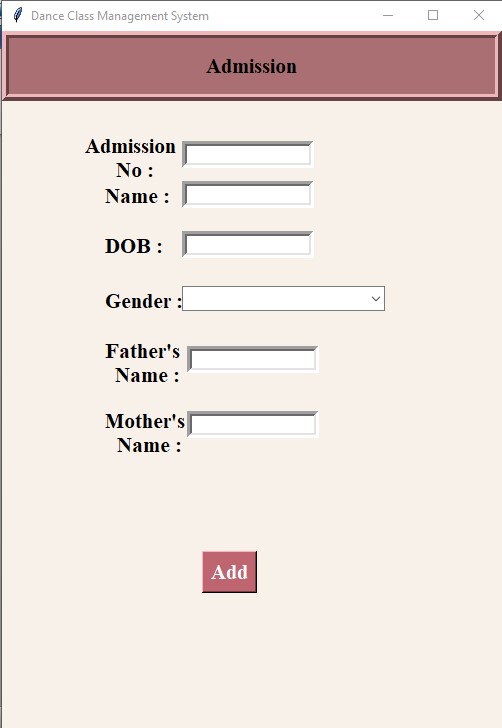 Dance Class Management System
Admission
Admission
No :
Name :
DOB :
Gender :
Father's
Name :
Mother's
Name :
Add